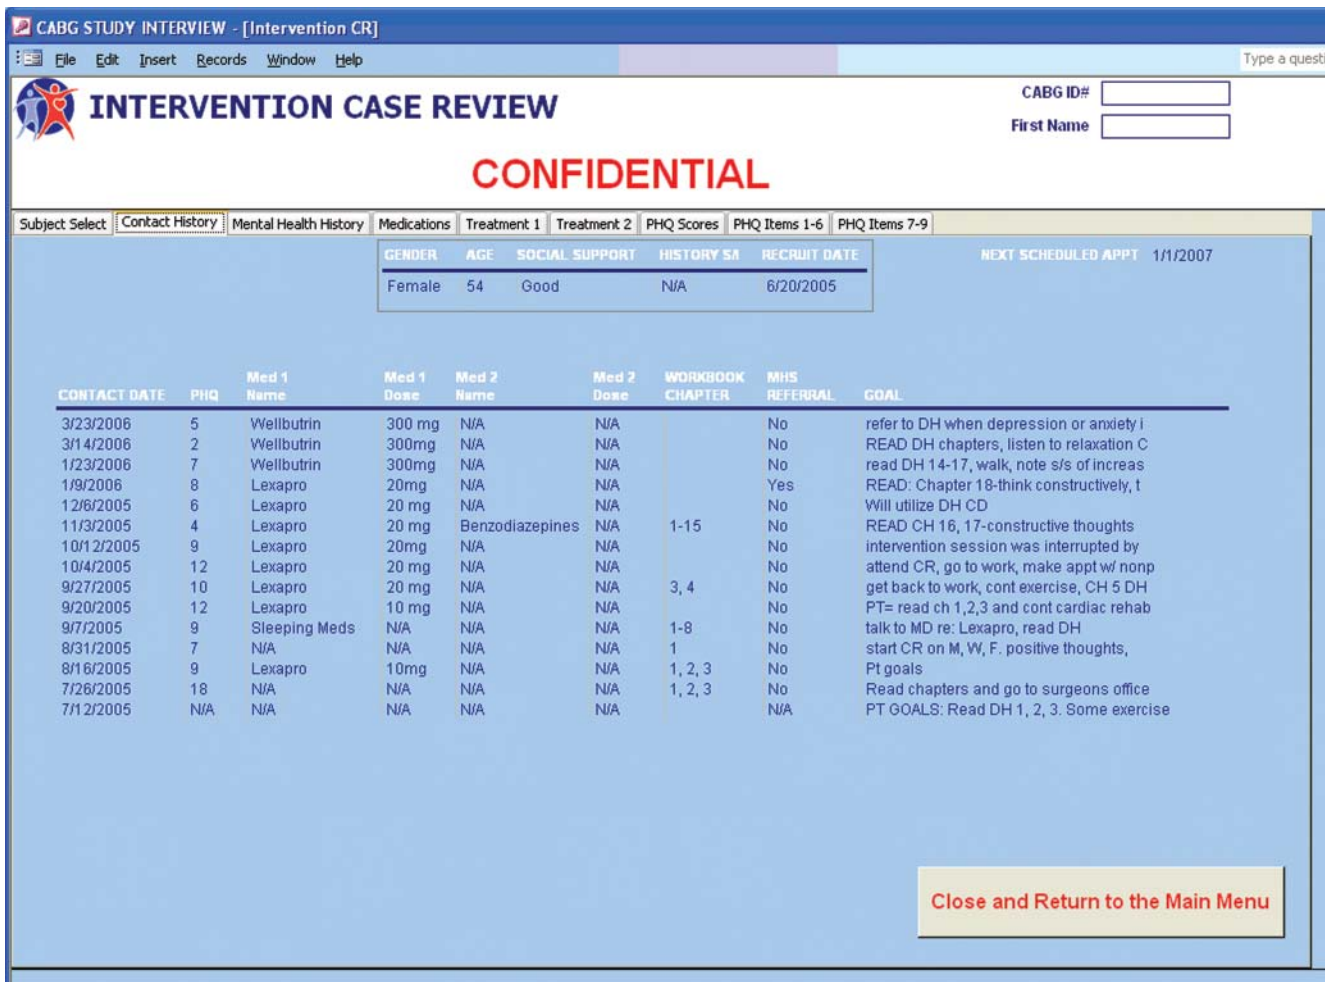 CABG STUDY INTERVIEW - [Intervention CR]
File Edit Insert Records Window Help Type a questi
INTERVENTION CASE REVIEW
CABG ID#
First Name
CONFIDENTIAL
Subject Select Contact History Mental Health History Medications Treatment 1 Treatment 2 PHQ Scores PHQ Items 1-6 PHQ Items 7-9
GENDER AGE SOCIAL SUPPORT HISTORY SA RECRUIT DATE NEXT SCHEDULED APPT 1/1/2007
Female 54 Good N/A 6/20/2005
Med 1 Med 1 Med 2 Med 2 WORKBOOK MHS
CONTACT DATE PHQ Name Dose Name Dose CHAPTER REFERRAL GOAL
3/23/2006 5 Wellbutrin 300 mg N/A N/A No refer to DH when depression or anxiety i
3/14/2006 2 Wellbutrin 300mg N/A N/A No READ DH chapters, listen to relaxation C
1/23/2006 7 Wellbutrin 300mg N/A N/A No read DH 14-17, walk, note s/s of increas
1/9/2006 8 Lexapro 20mg N/A N/A Yes READ: Chapter 18-think constructively, t
12/6/2005 6 Lexapro 20 mg N/A N/A No Will utilize DH CD
11/3/2005 4 Lexapro 20 mg Benzodiazepines N/A 1-15 No READ CH 16, 17-constructive thoughts
10/12/2005 9 Lexapro 20mg N/A N/A No intervention session was interrupted by
10/4/2005 12 Lexapro 20 mg N/A N/A No attend CR, go to work, make appt w/ nonp
9/27/2005 10 Lexapro 20 mg N/A N/A 3, 4 No get back to work, cont exercise, CH 5 DH
9/20/2005 12 Lexapro 10 mg N/A N/A No PT= read ch 1,2,3 and cont cardiac rehab
9/7/2005 9 Sleeping Meds N/A N/A N/A 1-8 No talk to MD re: Lexapro, read DH
8/31/2005 7 N/A N/A N/A N/A 1 No start CR on M, W, F. positive thoughts,
8/16/2005 9 Lexapro 10mg N/A N/A 1, 2, 3 No Pt goals
7/26/2005 18 N/A N/A N/A N/A 1, 2, 3 No Read chapters and go to surgeons office
7/12/2005 N/A N/A N/A N/A N/A N/A PT GOALS: Read DH 1, 2, 3. Some exercise
Close and Return to the Main Menu